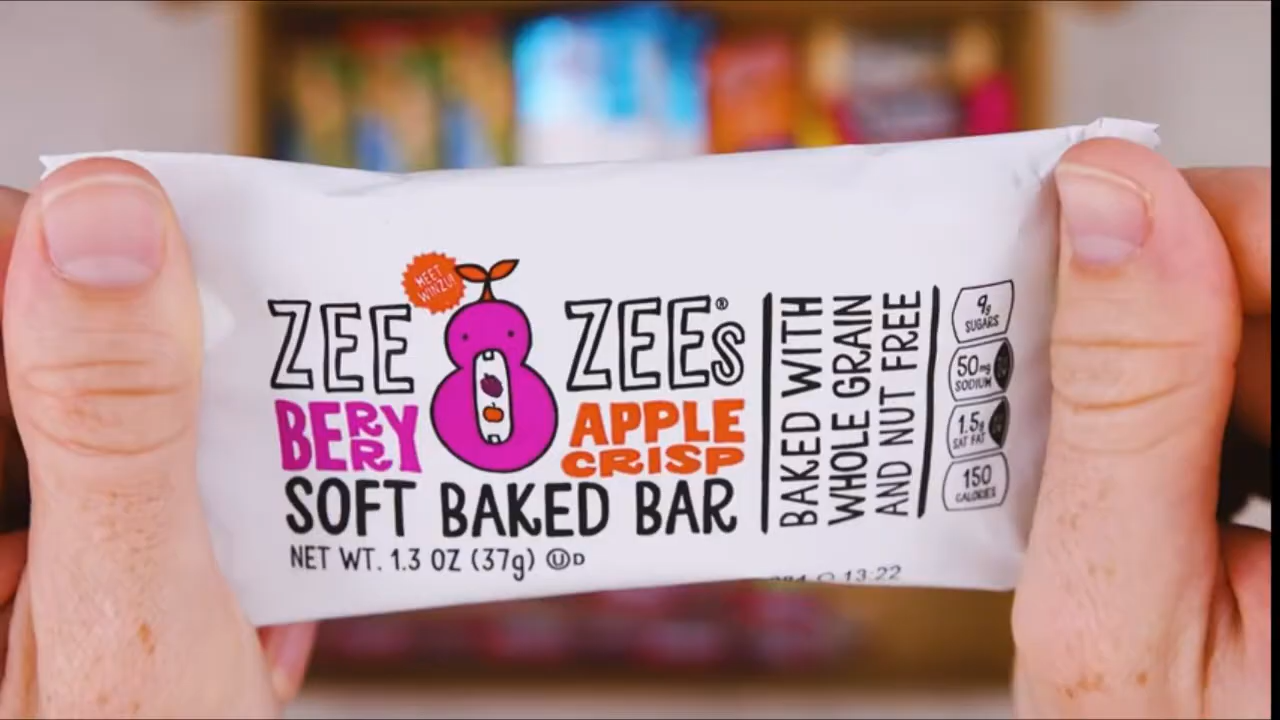 MEET
WINZU!
ZEE ZEEs®
BERRY APPLE
CRISP
SOFT BAKED BAR
NET WT. 1.3 OZ (37g) Ⓤ D
BAKED WITH
WHOLE GRAIN
AND NUT FREE
9g
SUGARS
50mg
SODIUM
1.5g
SAT FAT
150
CALORIES
13:22